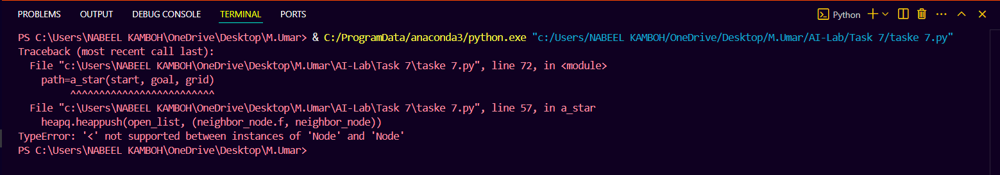 PROBLEMS OUTPUT DEBUG CONSOLE TERMINAL PORTS Python
PS C:\Users\NABEEL KAMBOH\OneDrive\Desktop\M.Umar> & C:/ProgramData/anaconda3/python.exe "c:/Users/NABEEL KAMBOH/OneDrive/Desktop/M.Umar/AI-Lab/Task 7/taske 7.py"
Traceback (most recent call last):
  File "c:\Users\NABEEL KAMBOH\OneDrive\Desktop\M.Umar\AI-Lab\Task 7\taske 7.py", line 72, in <module>
    path=a_star(start, goal, grid)
         ^^^^^^^^^^^^^^^^^^^^^^^^^
  File "c:\Users\NABEEL KAMBOH\OneDrive\Desktop\M.Umar\AI-Lab\Task 7\taske 7.py", line 57, in a_star
    heapq.heappush(open_list, (neighbor_node.f, neighbor_node))
TypeError: '<' not supported between instances of 'Node' and 'Node'
PS C:\Users\NABEEL KAMBOH\OneDrive\Desktop\M.Umar>